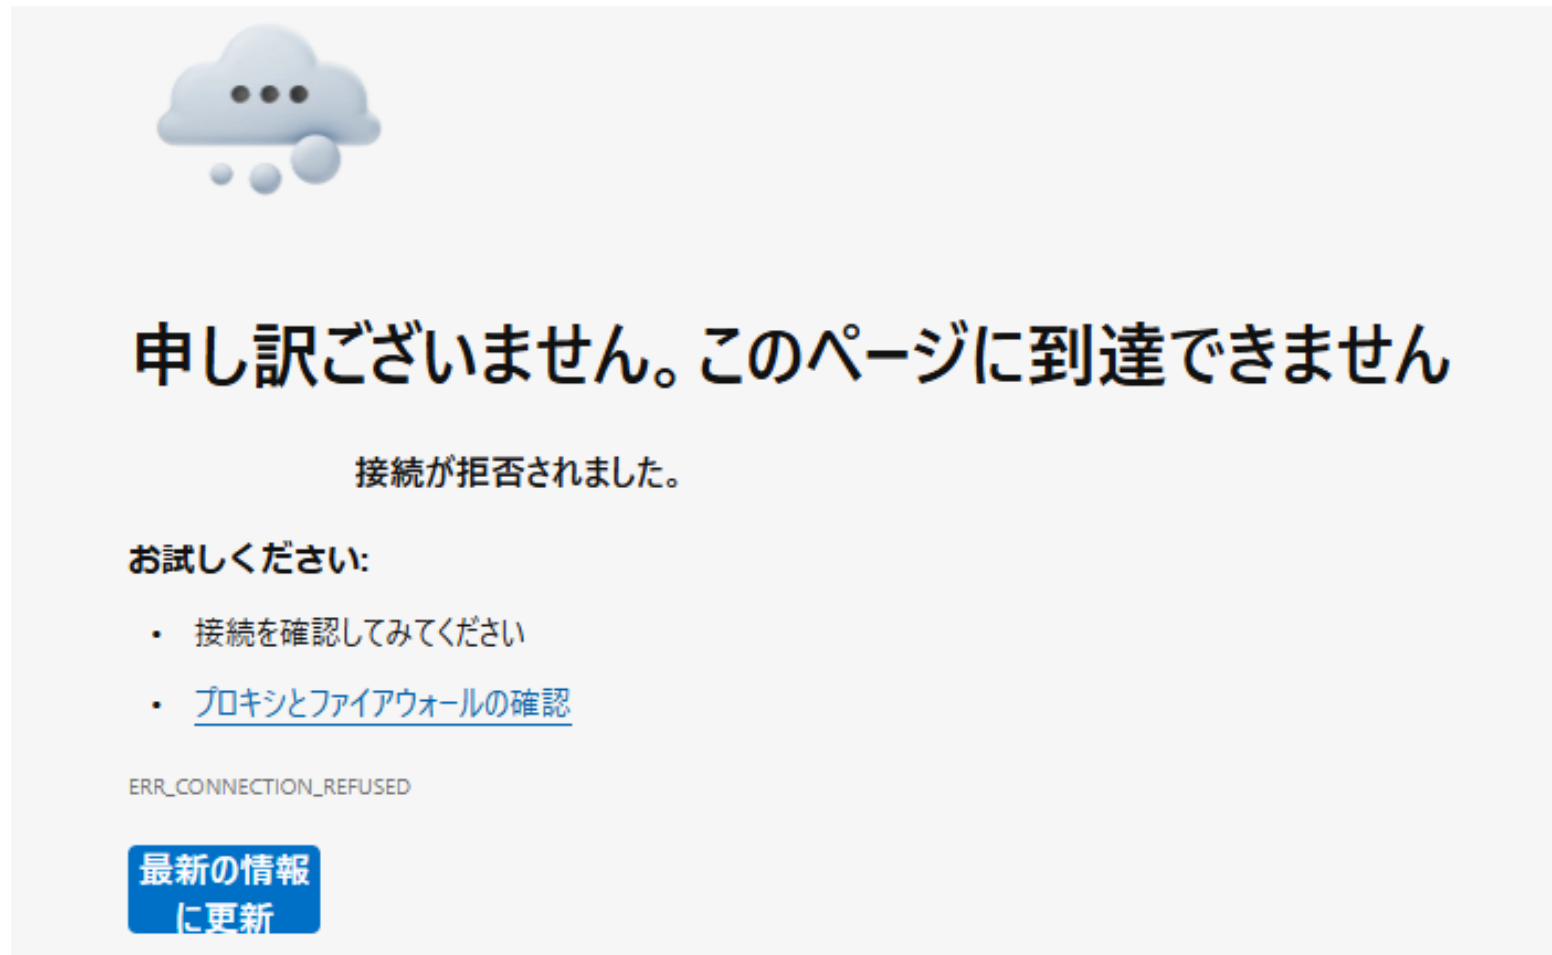 申し訳ございません。このページに到達できません
接続が拒否されました。
お試しください:
・ 接続を確認してみてください
・ プロキシとファイアウォールの確認
ERR_CONNECTION_REFUSED
最新の情報
に更新